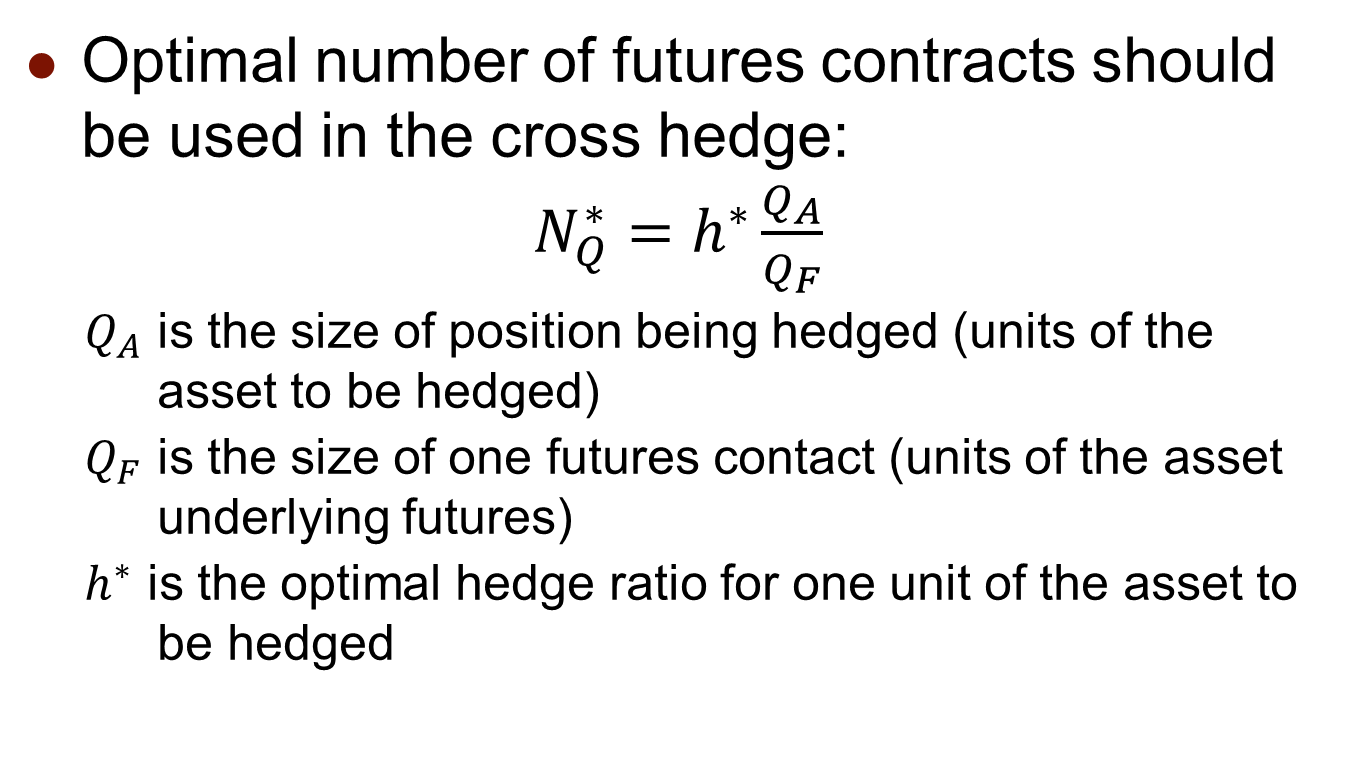 • Optimal number of futures contracts should
be used in the cross hedge:
𝑁_𝑄^* = ℎ^* 𝑄_𝐴/𝑄_𝐹
𝑄_𝐴 is the size of position being hedged (units of the
asset to be hedged)
𝑄_𝐹 is the size of one futures contact (units of the asset
underlying futures)
ℎ^* is the optimal hedge ratio for one unit of the asset to
be hedged